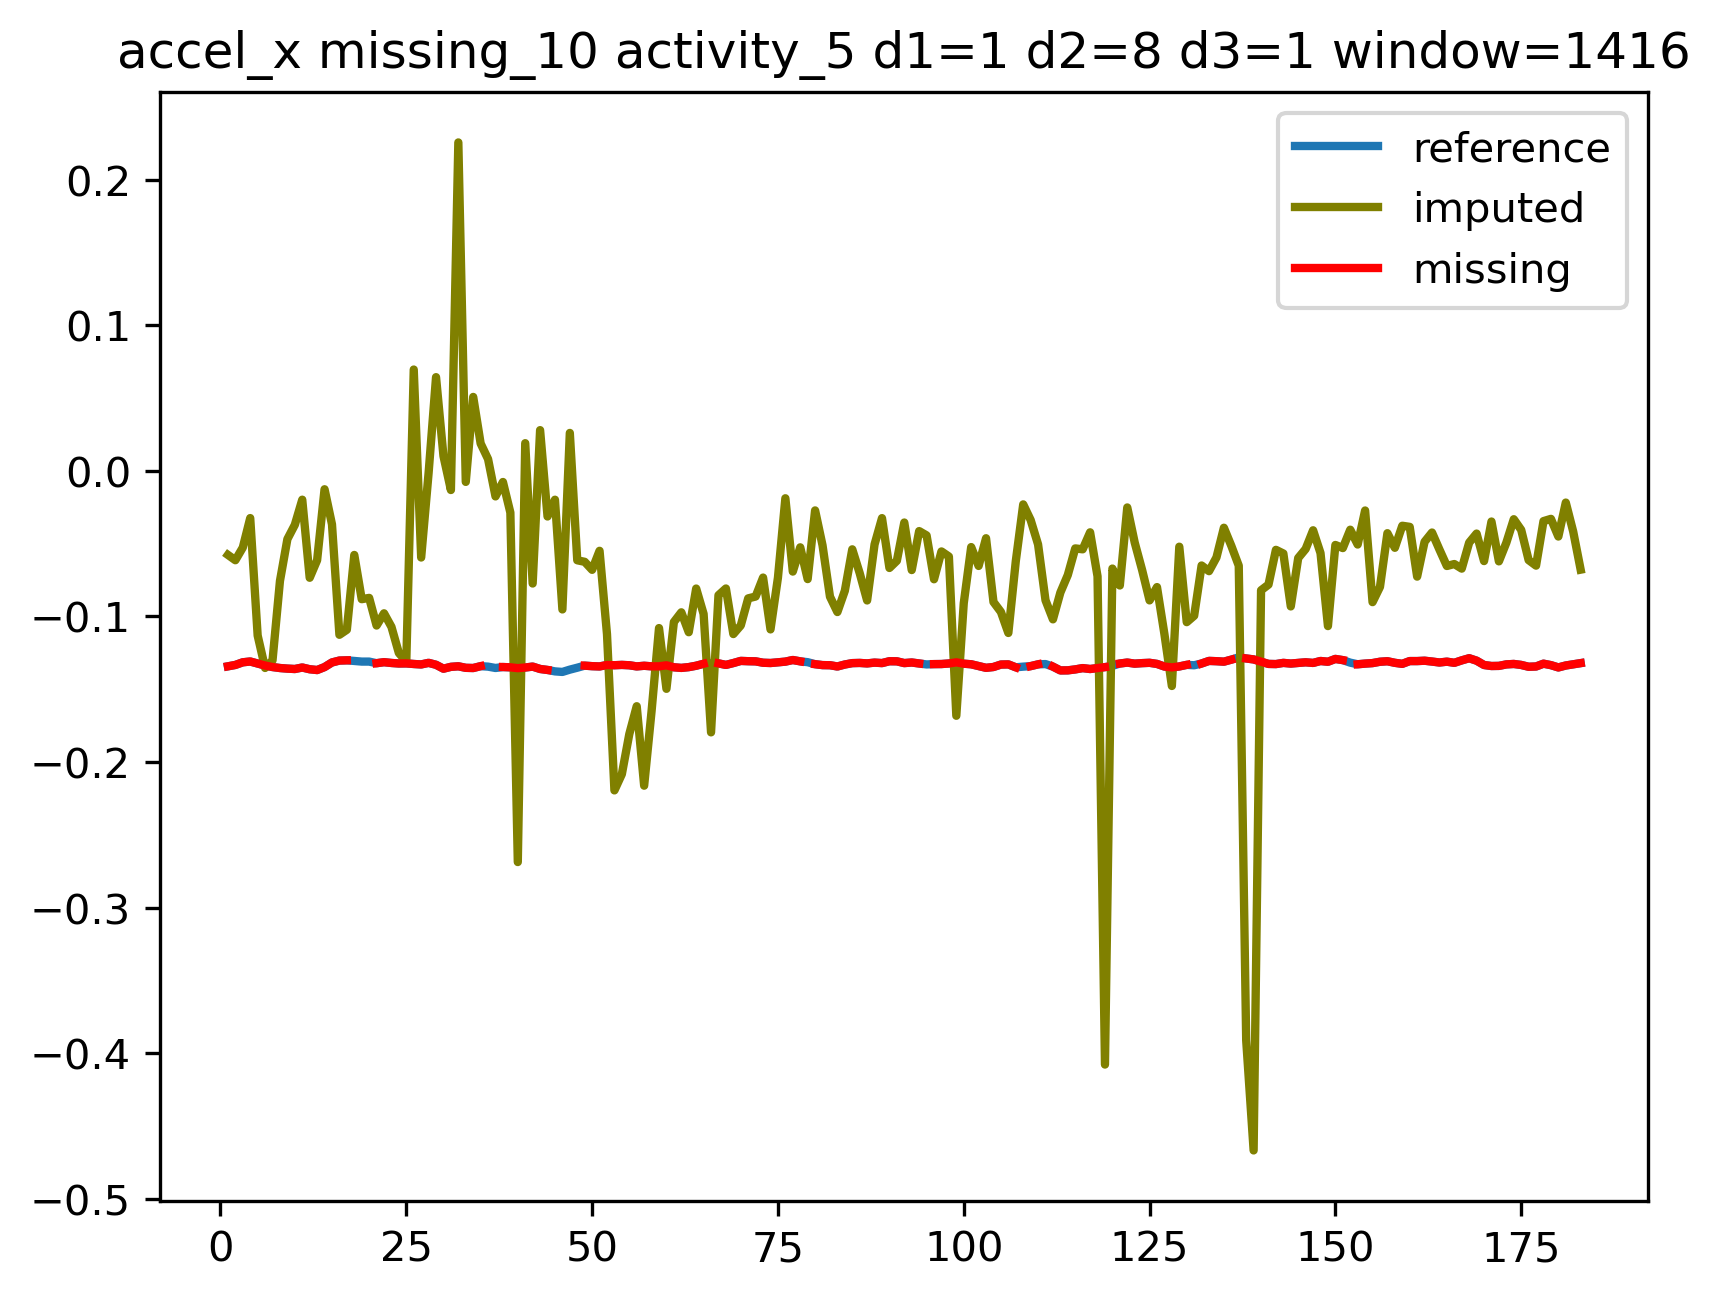 accel_x missing_10 activity_5 d1=1 d2=8 d3=1 window=1416
reference
imputed
missing
0.2
0.1
0.0
−0.1
−0.2
−0.3
−0.4
−0.5
0 25 50 75 100 125 150 175